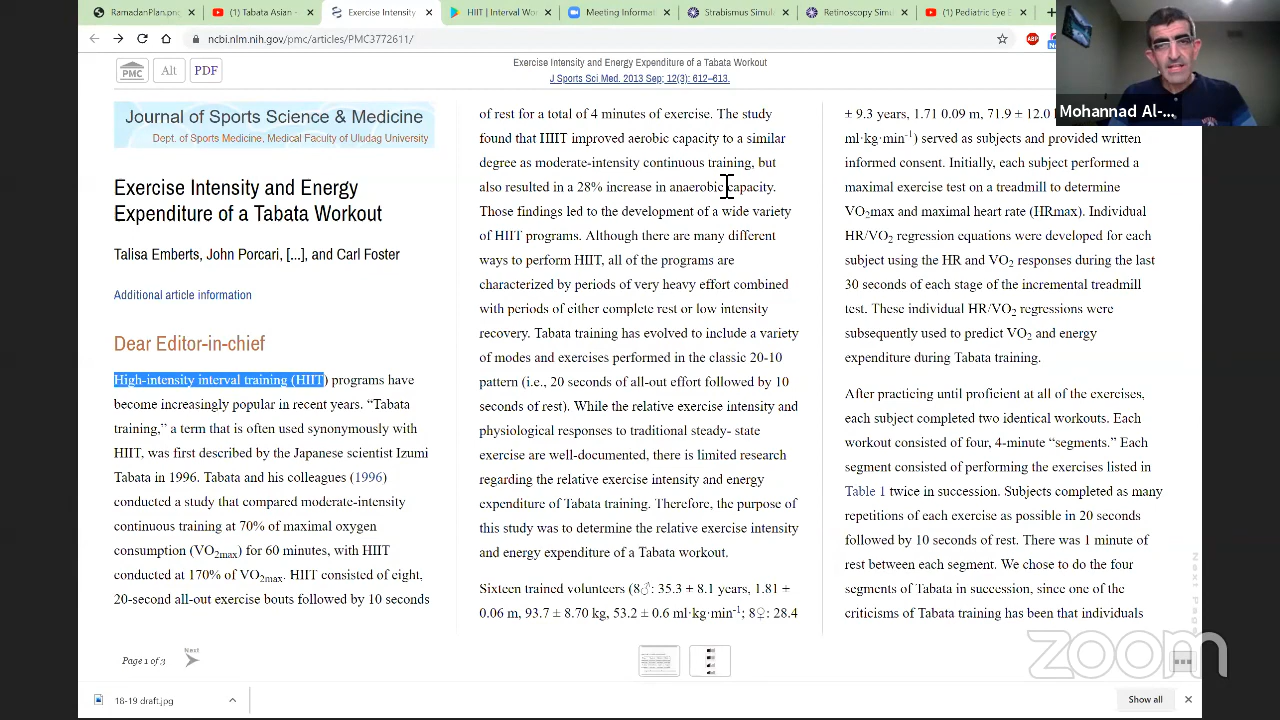 RamadanPlan.pn
(1) Tabata Asian -
Exercise Intensity
HIIT | Interval Wor
Meeting Informat
Strabismus Simula
Retinoscopy Sim
(1) Pediatric Eye E
ncbi.nlm.nih.gov/pmc/articles/PMC3772611/
ABP
Mohannad Al-...
PMC
Alt
PDF
Exercise Intensity and Energy Expenditure of a Tabata Workout
J Sports Sci Med. 2013 Sep; 12(3): 612–613.
Journal of Sports Science & Medicine
Dept. of Sports Medicine, Medical Faculty of Uludag University
Exercise Intensity and Energy
Expenditure of a Tabata Workout
Talisa Emberts, John Porcari, [...], and Carl Foster
Additional article information
Dear Editor-in-chief
High-intensity interval training (HIIT) programs have
become increasingly popular in recent years. “Tabata
training,” a term that is often used synonymously with
HIIT, was first described by the Japanese scientist Izumi
Tabata in 1996. Tabata and his colleagues (1996)
conducted a study that compared moderate-intensity
continuous training at 70% of maximal oxygen
consumption (VO2max) for 60 minutes, with HIIT
conducted at 170% of VO2max. HIIT consisted of eight,
20-second all-out exercise bouts followed by 10 seconds
of rest for a total of 4 minutes of exercise. The study
found that HIIT improved aerobic capacity to a similar
degree as moderate-intensity continuous training, but
also resulted in a 28% increase in anaerobic capacity.
Those findings led to the development of a wide variety
of HIIT programs. Although there are many different
ways to perform HIIT, all of the programs are
characterized by periods of very heavy effort combined
with periods of either complete rest or low intensity
recovery. Tabata training has evolved to include a variety
of modes and exercises performed in the classic 20-10
pattern (i.e., 20 seconds of all-out effort followed by 10
seconds of rest). While the relative exercise intensity and
physiological responses to traditional steady- state
exercise are well-documented, there is limited research
regarding the relative exercise intensity and energy
expenditure of Tabata training. Therefore, the purpose of
this study was to determine the relative exercise intensity
and energy expenditure of a Tabata workout.
Sixteen trained volunteers (8♂: 35.3 + 8.1 years, 1.81 ±
0.06 m, 93.7 ± 8.70 kg, 53.2 ± 0.6 ml·kg·min-1; 8♀: 28.4
± 9.3 years, 1.71 0.09 m, 71.9 ± 12.0
ml·kg·min-1) served as subjects and provided written
informed consent. Initially, each subject performed a
maximal exercise test on a treadmill to determine
VO2max and maximal heart rate (HRmax). Individual
HR/VO2 regression equations were developed for each
subject using the HR and VO2 responses during the last
30 seconds of each stage of the incremental treadmill
test. These individual HR/VO2 regressions were
subsequently used to predict VO2 and energy
expenditure during Tabata training.
After practicing until proficient at all of the exercises,
each subject completed two identical workouts. Each
workout consisted of four, 4-minute “segments.” Each
segment consisted of performing the exercises listed in
Table 1 twice in succession. Subjects completed as many
repetitions of each exercise as possible in 20 seconds
followed by 10 seconds of rest. There was 1 minute of
rest between each segment. We chose to do the four
segments of Tabata in succession, since one of the
criticisms of Tabata training has been that individuals
Next Page
Page 1 of 3
Next
zoom
18-19 draft.jpg
Show all